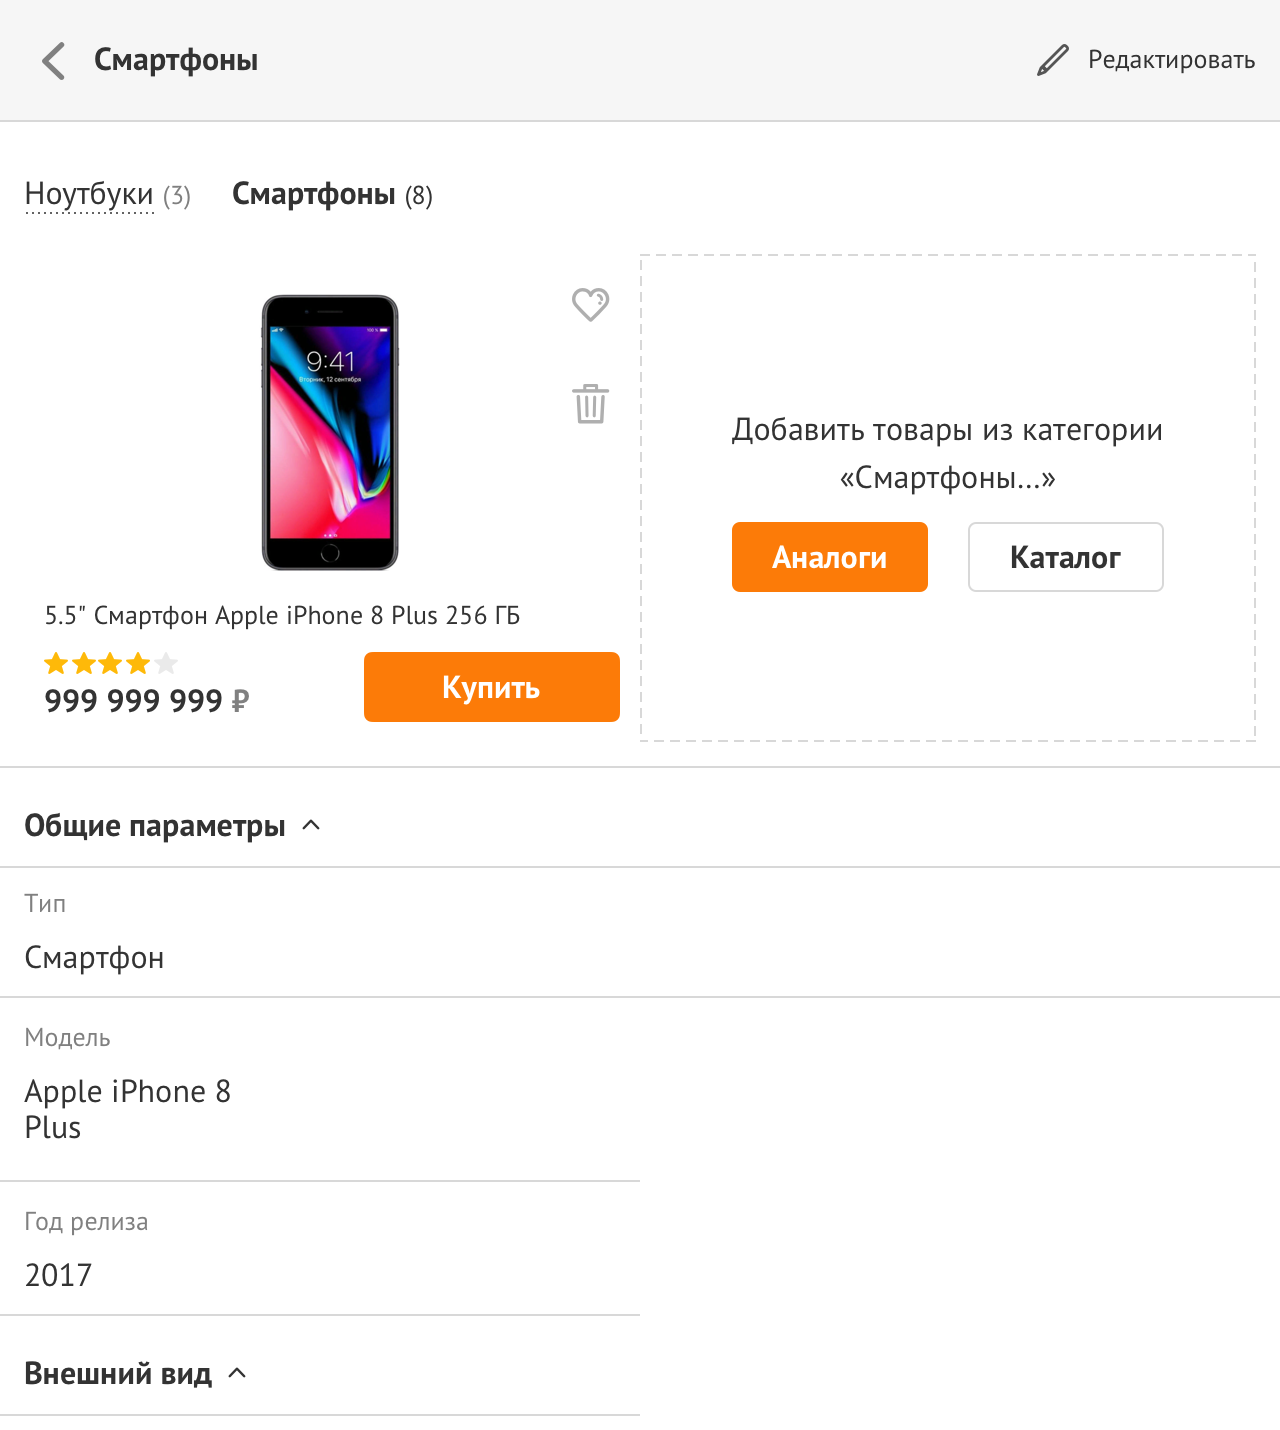 Смартфоны
Редактировать
Ноутбуки (3)
Смартфоны (8)
100 %
9:41
Вторник, 12 сентября
Добавить товары из категории
«Смартфоны...»
Аналоги
Каталог
5.5" Смартфон Apple iPhone 8 Plus 256 ГБ
999 999 999 ₽
Купить
Общие параметры
Тип
Смартфон
Модель
Apple iPhone 8
Plus
Год релиза
2017
Внешний вид